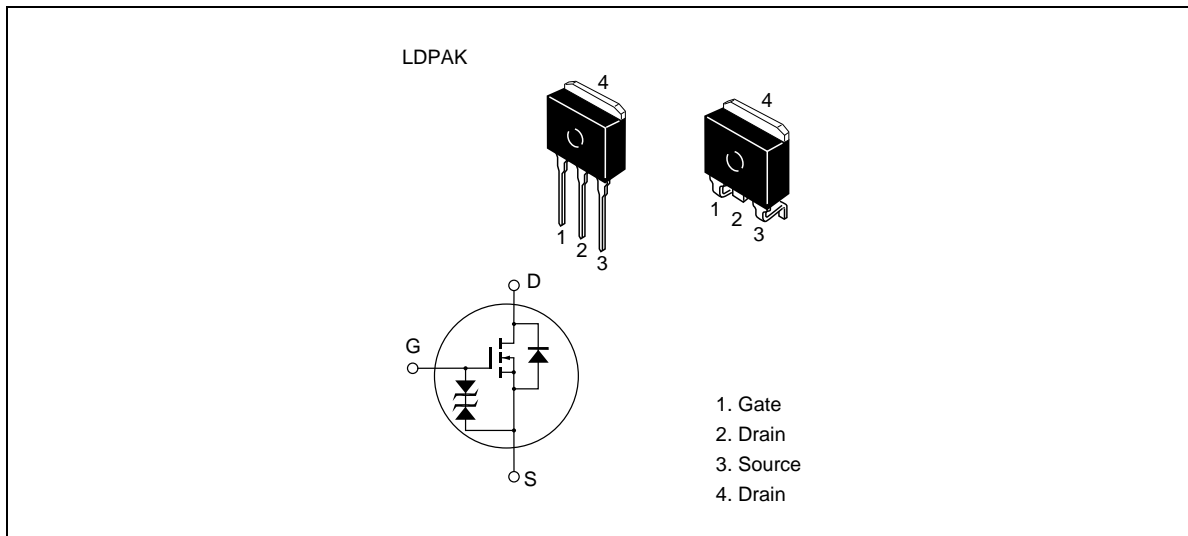 LDPAK
4
4
1
2
3
1
2
3
D
G
S
1. Gate
2. Drain
3. Source
4. Drain